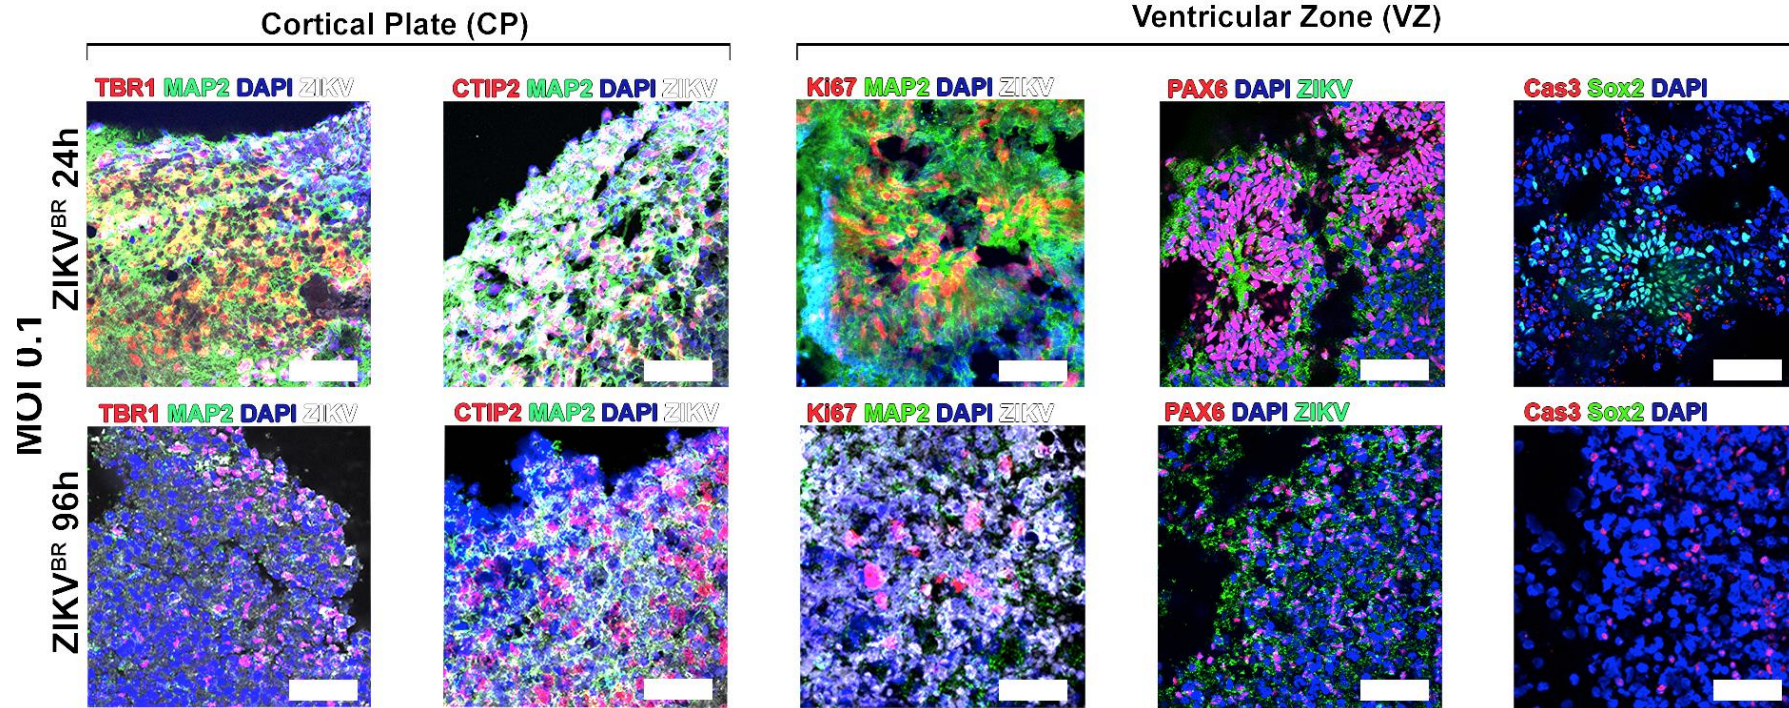 Cortical Plate (CP)
Ventricular Zone (VZ)
TBR1 MAP2 DAPI ZIKV
CTIP2 MAP2 DAPI ZIKV
Ki67 MAP2 DAPI ZIKV
PAX6 DAPI ZIKV
Cas3 Sox2 DAPI
MOI 0.1
ZIKVBR 24h
TBR1 MAP2 DAPI ZIKV
CTIP2 MAP2 DAPI ZIKV
Ki67 MAP2 DAPI ZIKV
PAX6 DAPI ZIKV
Cas3 Sox2 DAPI
ZIKVBR 96h